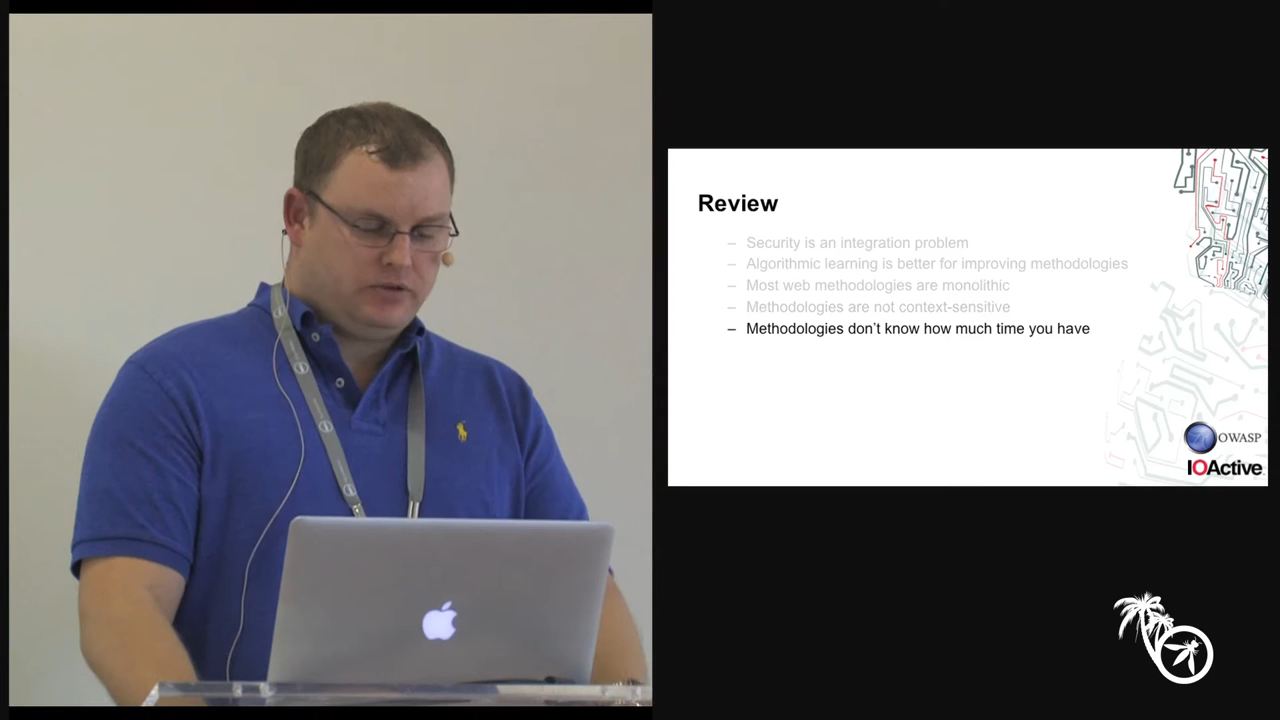 Review
– Security is an integration problem
– Algorithmic learning is better for improving methodologies
– Most web methodologies are monolithic
– Methodologies are not context-sensitive
– Methodologies don't know how much time you have
OWASP
IOActive